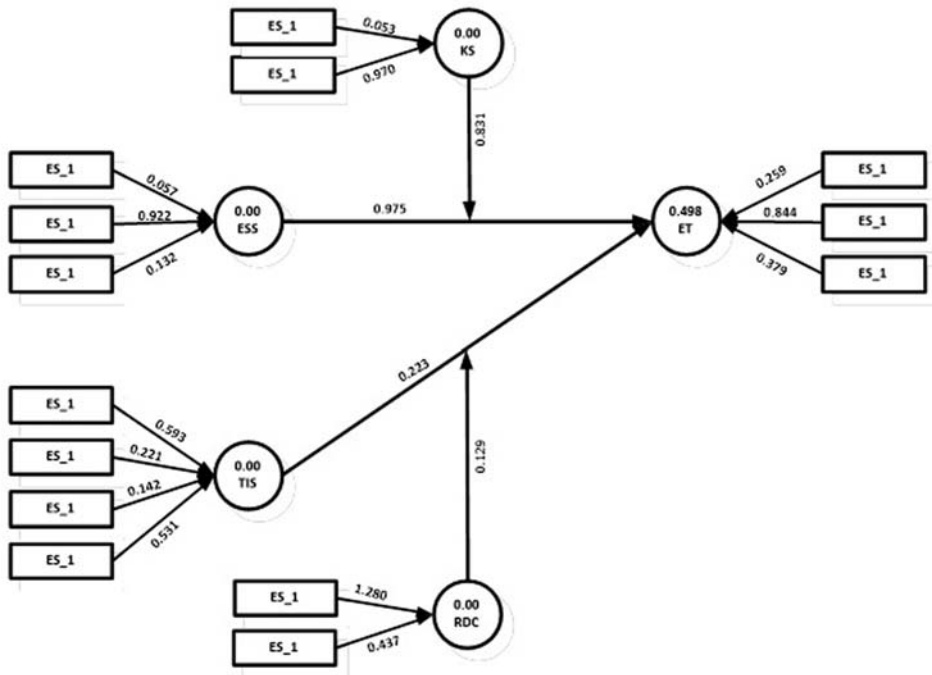 ES_1
0.053
0.00
KS
ES_1
0.970
0.831
ES_1
0.057
ES_1
0.922
ES_1
0.132
0.00
ESS
0.975
0.498
ET
0.259
ES_1
0.844
ES_1
0.379
ES_1
ES_1
0.593
ES_1
0.221
ES_1
0.142
ES_1
0.531
0.00
TIS
0.223
0.129
ES_1
1.280
ES_1
0.437
0.00
RDC